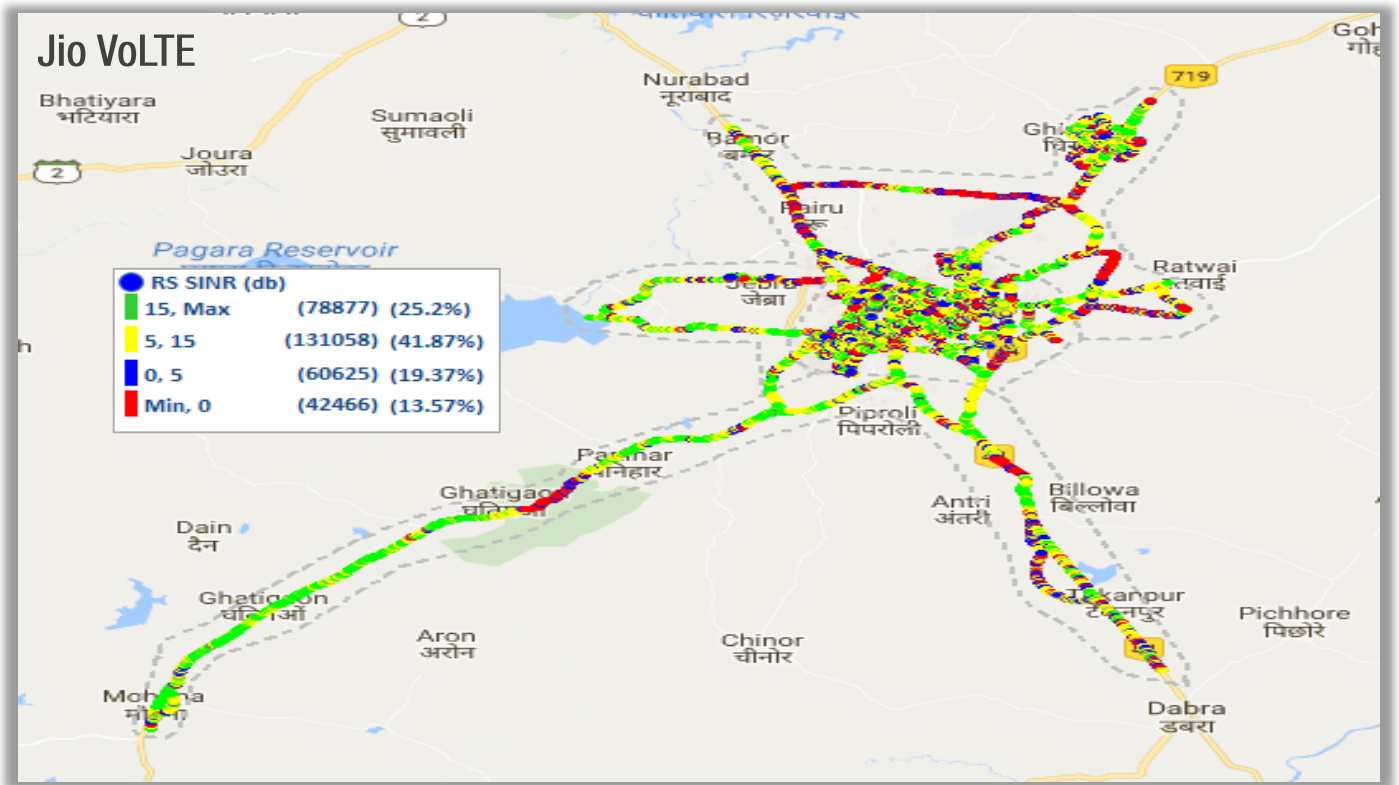 Jio VoLTE
2
Goh
गोह
719
Nurabad
नूराबाद
Bhatiyara
भटियारा
Sumaoli
सुमावली
Joura
जोउरा
2
Pagara Reservoir
Ratwai
Jebra
जेब्रा
RS SINR (db)
15, Max (78877) (25.2%)
5, 15 (131058) (41.87%)
0, 5 (60625) (19.37%)
Min, 0 (42466) (13.57%)
h
Piproli
पिपरोली
Antri
अंतरी
Billowa
बिल्लोवा
Dain
दैन
Aron
अरोन
Chinor
चीनोर
Pichhore
पिछोरे
Dabra
डबरा